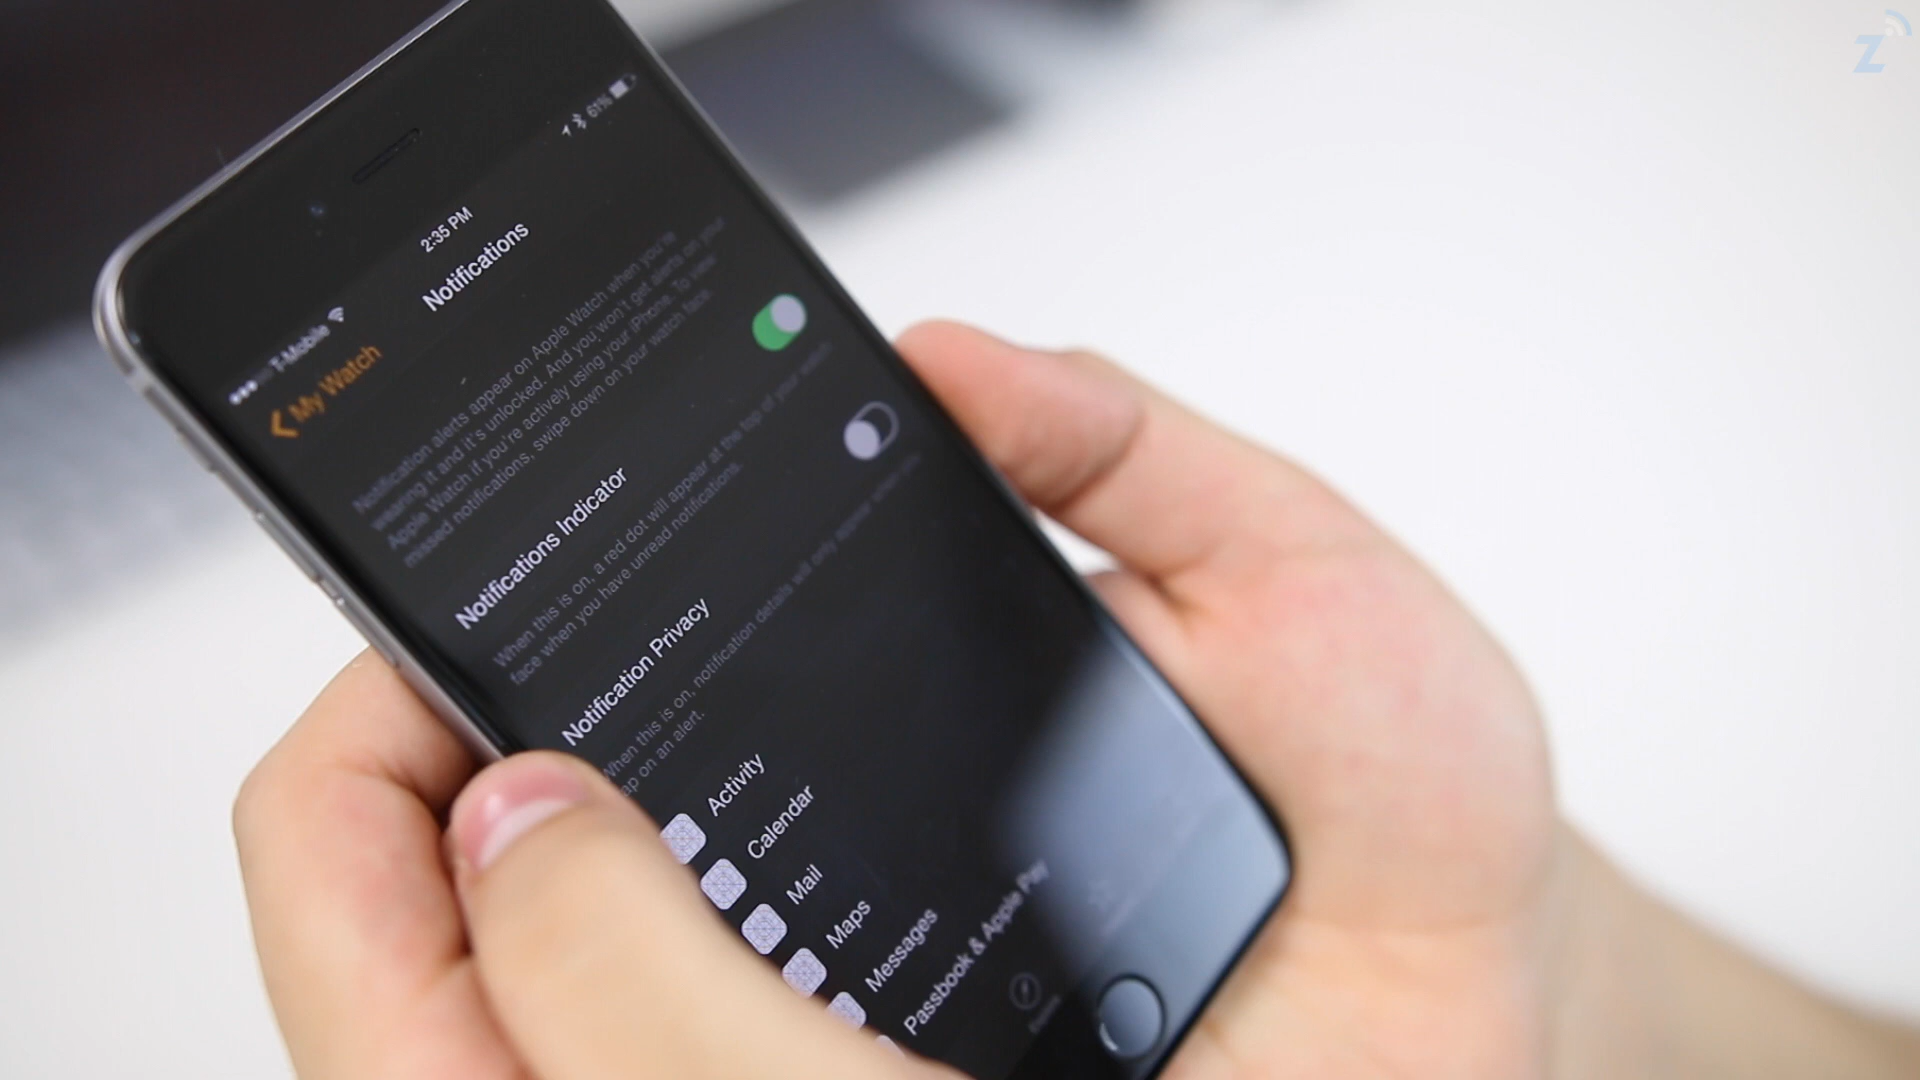 T-Mobile
2:35 PM
61%
My Watch
Notifications
Notification alerts appear on Apple Watch when you're
wearing it and it's unlocked. And you won't get alerts on your
Apple Watch if you're actively using your iPhone. To view
missed notifications, swipe down on your watch face.
Notifications Indicator
When this is on, a red dot will appear at the top of your watch
face when you have unread notifications.
Notification Privacy
When this is on, notification details will only appear when you
tap on an alert.
Activity
Calendar
Mail
Maps
Messages
Passbook & Apple Pay
Z